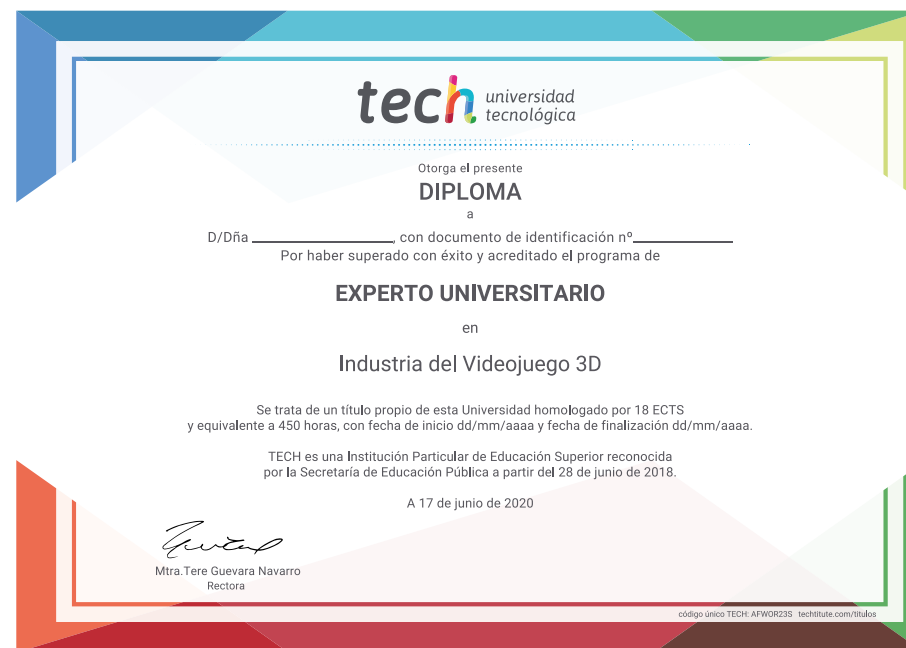 tech universidad
tecnológica
Otorga el presente
DIPLOMA
a
D/Dña ____________, con documento de identificación nº____________
Por haber superado con éxito y acreditado el programa de
EXPERTO UNIVERSITARIO
en
Industria del Videojuego 3D
Se trata de un título propio de esta Universidad homologado por 18 ECTS
y equivalente a 450 horas, con fecha de inicio dd/mm/aaaa y fecha de finalización dd/mm/aaaa.
TECH es una Institución Particular de Educación Superior reconocida
por la Secretaría de Educación Pública a partir del 28 de junio de 2018.
A 17 de junio de 2020
Mtra.Tere Guevara Navarro
Rectora
código único TECH: AFWOR23S techtitute.com/titulos